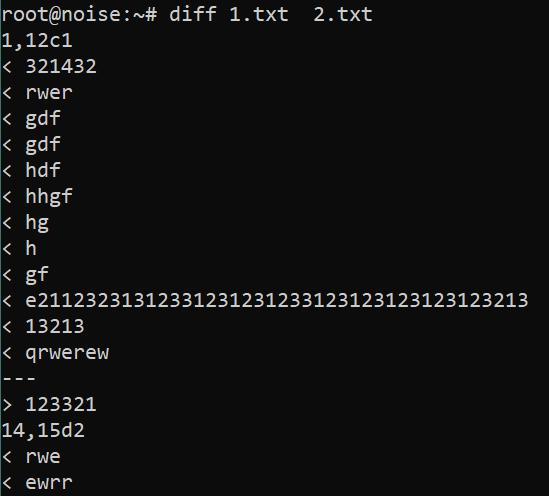 root@noise:~# diff 1.txt  2.txt
1,12c1
< 321432
< rwer
< gdf
< gdf
< hdf
< hhgf
< hg
< h
< gf
< e2112323131233123123123312312312312312323213
< 13213
< qrwerew
---
> 123321
14,15d2
< rwe
< ewrr